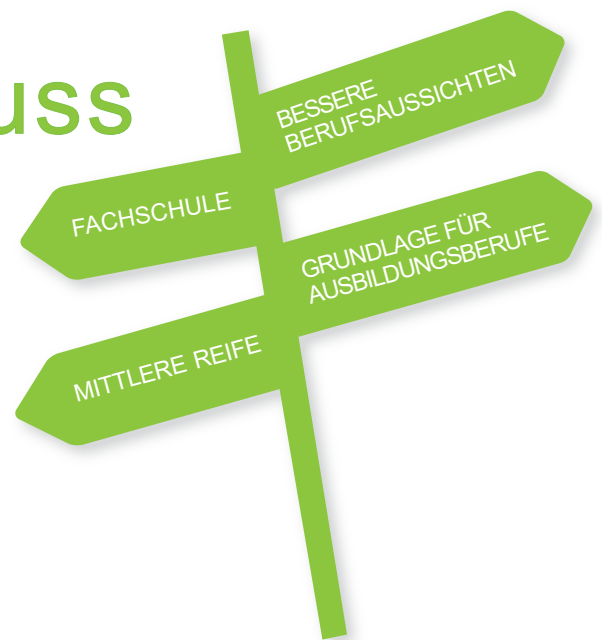 uss
BESSERE
BERUFSAUSSICHTEN
FACHSCHULE
GRUNDLAGE FÜR
AUSBILDUNGSBERUFE
MITTLERE REIFE